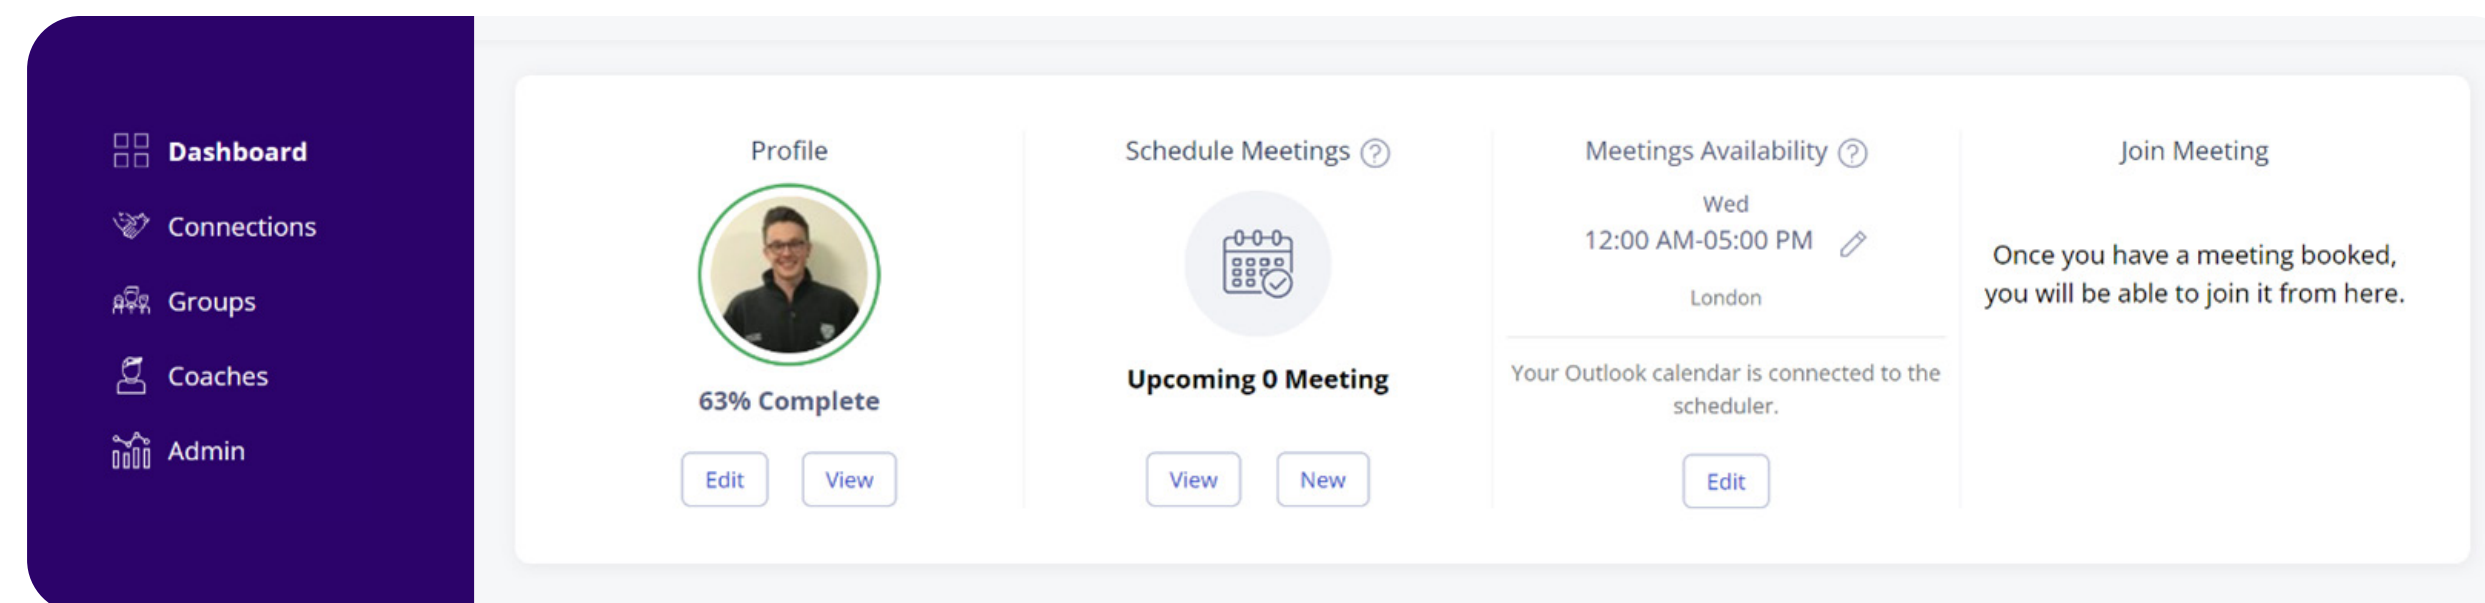 Dashboard
Connections
Groups
Coaches
Admin
Profile
63% Complete
Edit
View
Schedule Meetings ?
Upcoming 0 Meeting
View
New
Meetings Availability ?
Wed
12:00 AM-05:00 PM
London
Your Outlook calendar is connected to the
scheduler.
Edit
Join Meeting
Once you have a meeting booked,
you will be able to join it from here.